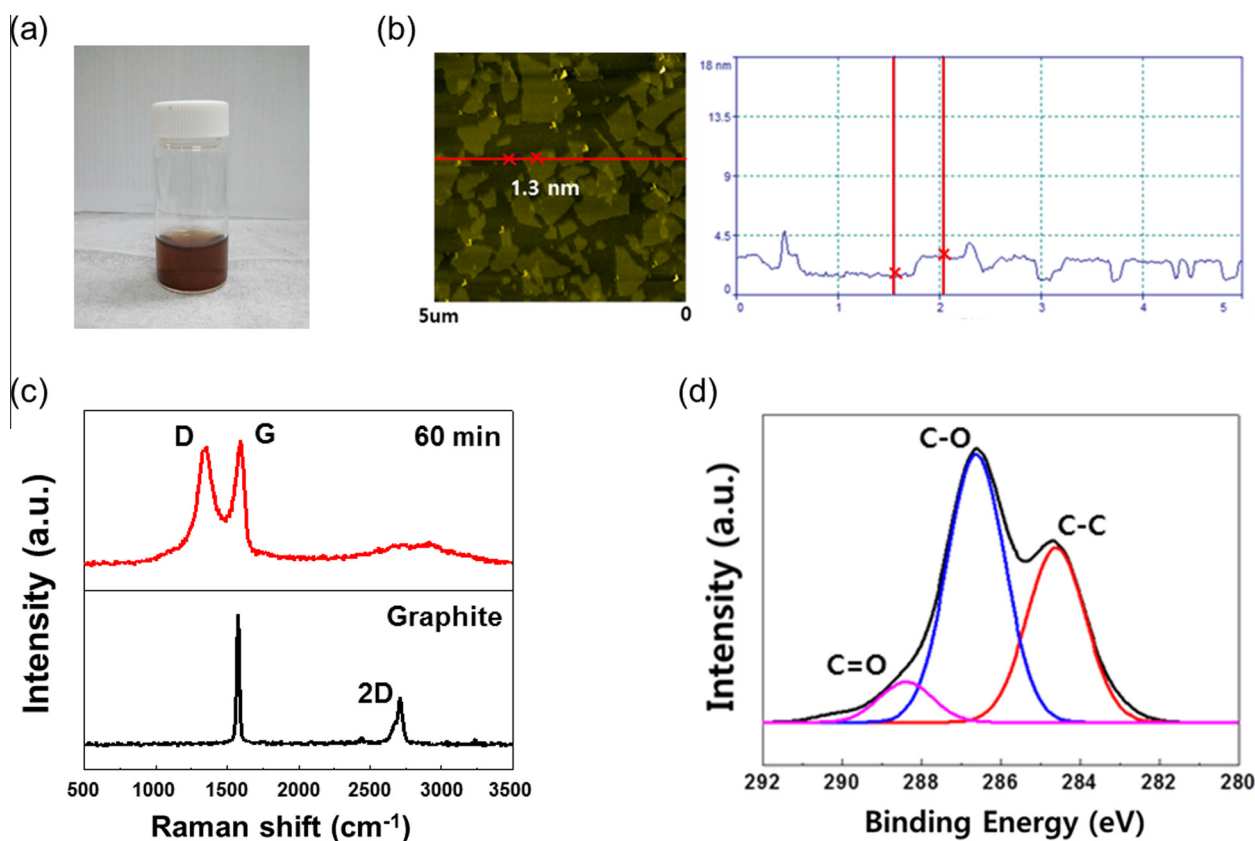 (a)
(b)
1.3 nm
5um 0
18 nm
13.5
9
4.5
0
0 1 2 3 4 5
(c)
D G 60 min
Graphite
2D
Intensity (a.u.)
500 1000 1500 2000 2500 3000 3500
Raman shift (cm-1)
(d)
C-O
C-C
C=O
Intensity (a.u.)
292 290 288 286 284 282 280
Binding Energy (eV)